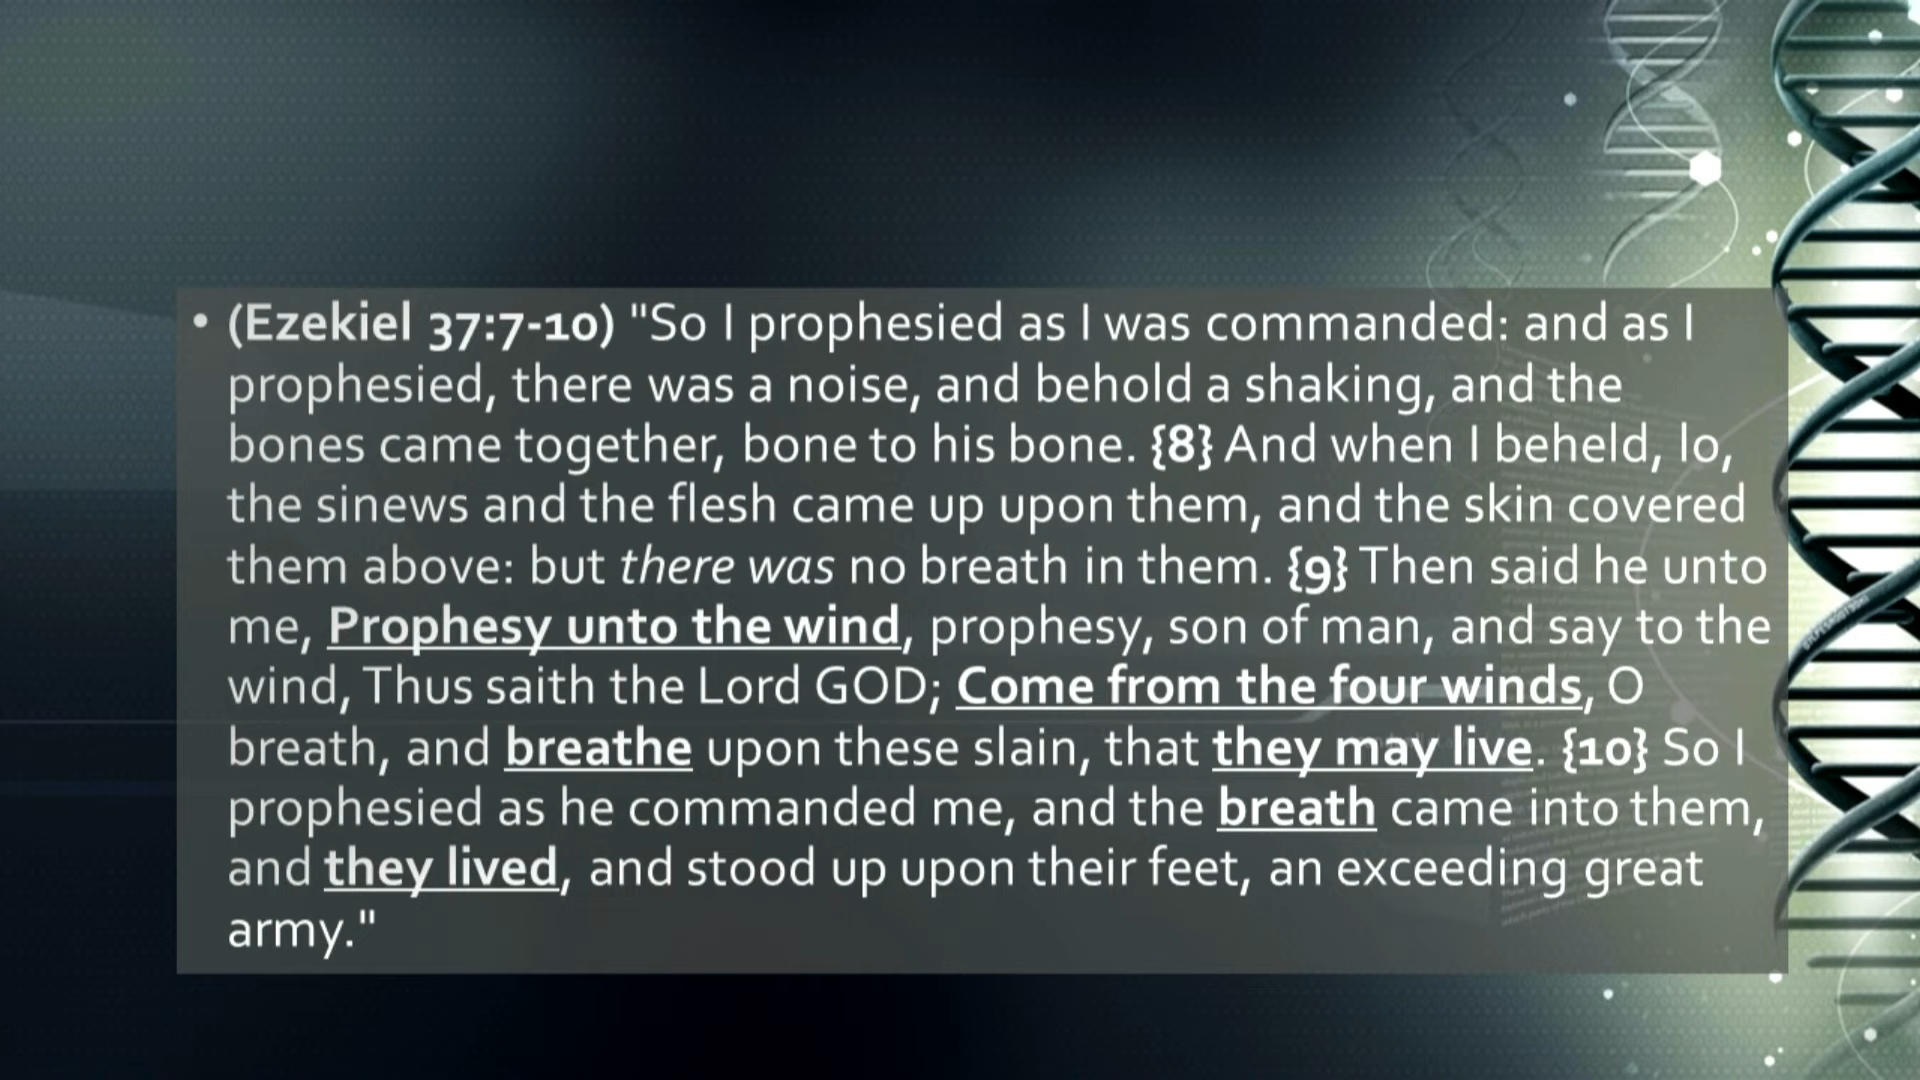 • (Ezekiel 37:7-10) "So I prophesied as I was commanded: and as I
prophesied, there was a noise, and behold a shaking, and the
bones came together, bone to his bone. {8} And when I beheld, lo,
the sinews and the flesh came up upon them, and the skin covered
them above: but there was no breath in them. {9} Then said he unto
me, Prophesy unto the wind, prophesy, son of man, and say to the
wind, Thus saith the Lord GOD; Come from the four winds, O
breath, and breathe upon these slain, that they may live. {10} So I
prophesied as he commanded me, and the breath came into them,
and they lived, and stood up upon their feet, an exceeding great
army."